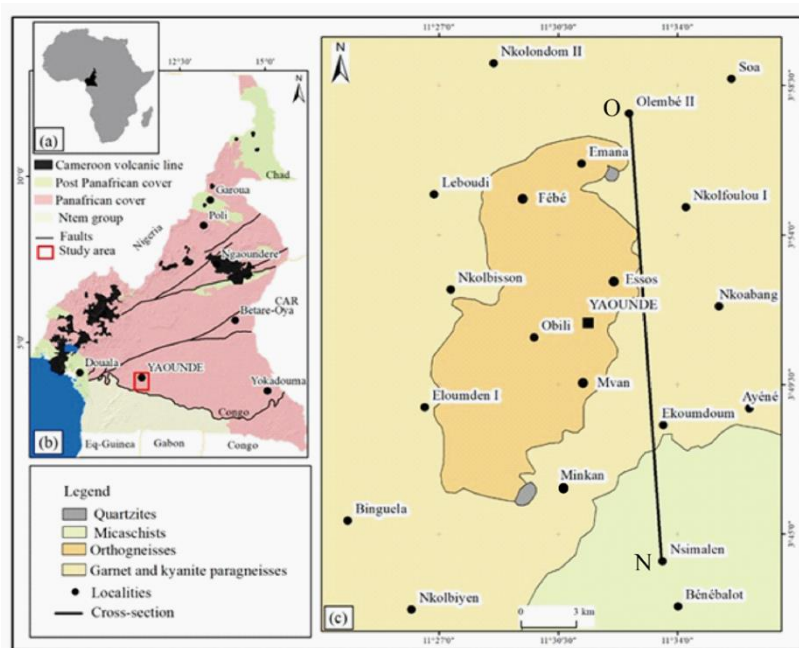 N
(a)
12°30'
15°0'
N
10°0'
5°0'
Cameroon volcanic line
Post Panafrican cover
Panafrican cover
Ntem group
Faults
Study area
Chad
Garoua
Poli
Nigeria
Ngaoundere
CAR
Betare-Oya
Douala
YAOUNDE
Yokadouma
Congo
(b)
Eq-Guinea
Gabon
Congo
Legend
Quartzites
Micaschists
Orthogneisses
Garnet and kyanite paragneisses
Localities
Cross-section
11°27'0"
11°30'30"
11°34'0"
N
Nkolondom II
Soa
3°58'30"
O
Olembé II
Emana
Leboudi
Fébé
Nkolfoulou I
3°54'0"
Nkolbisson
Essos
YAOUNDE
Nkoabang
Obili
Mvan
3°49'30"
Eloumden I
Ayéné
Ekoumdoum
Minkan
Binguela
3°45'0"
N
Nsimalen
Nkolbiyen
Bénébalot
(c)
0
3 km
11°27'0"
11°30'30"
11°34'0"